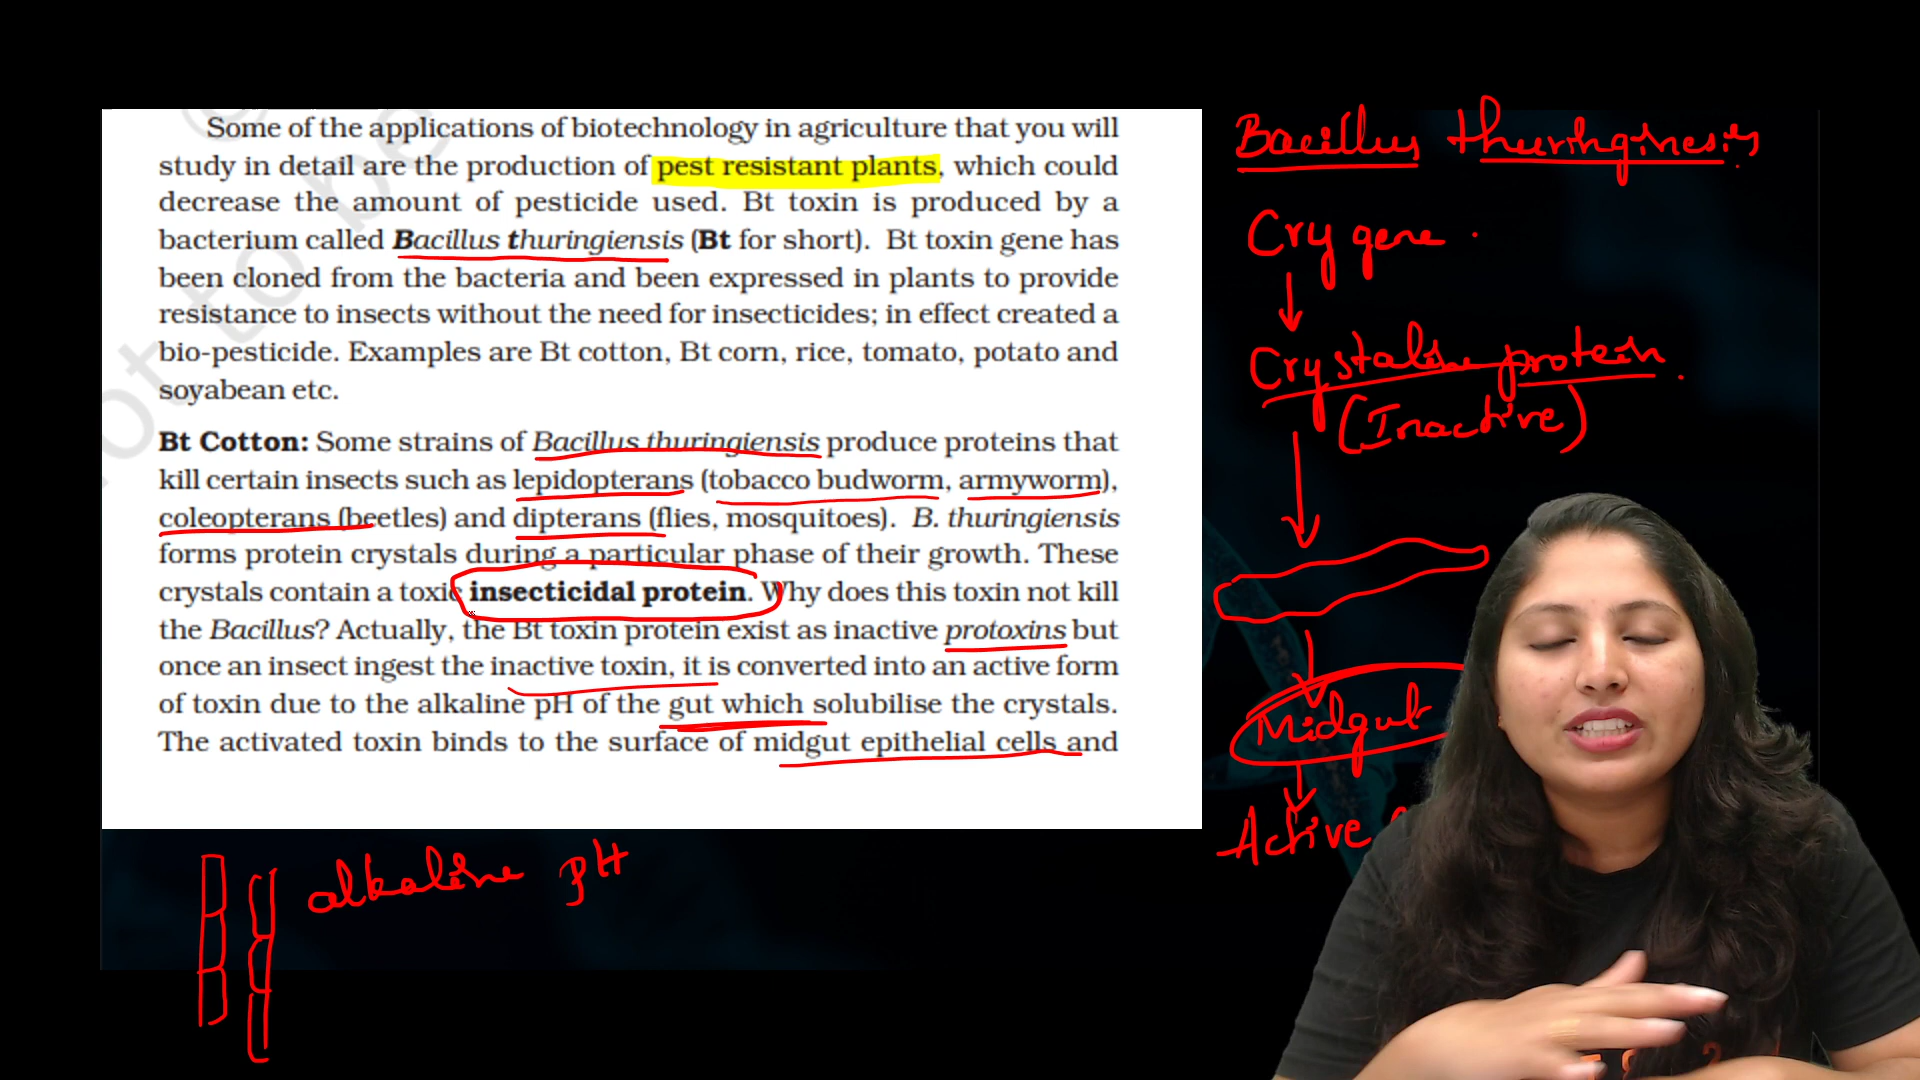 Some of the applications of biotechnology in agriculture that you will
study in detail are the production of pest resistant plants, which could
decrease the amount of pesticide used. Bt toxin is produced by a
bacterium called Bacillus thuringiensis (Bt for short). Bt toxin gene has
been cloned from the bacteria and been expressed in plants to provide
resistance to insects without the need for insecticides; in effect created a
bio-pesticide. Examples are Bt cotton, Bt corn, rice, tomato, potato and
soyabean etc.
Bt Cotton: Some strains of Bacillus thuringiensis produce proteins that
kill certain insects such as lepidopterans (tobacco budworm, armyworm),
coleopterans (beetles) and dipterans (flies, mosquitoes). B. thuringiensis
forms protein crystals during a particular phase of their growth. These
crystals contain a toxic insecticidal protein. Why does this toxin not kill
the Bacillus? Actually, the Bt toxin protein exist as inactive protoxins but
once an insect ingest the inactive toxin, it is converted into an active form
of toxin due to the alkaline pH of the gut which solubilise the crystals.
The activated toxin binds to the surface of midgut epithelial cells and
alkaline pH
Bacillus
Cry gene
Crystalline protein
(Inactive)
Midgut
Active
not to be